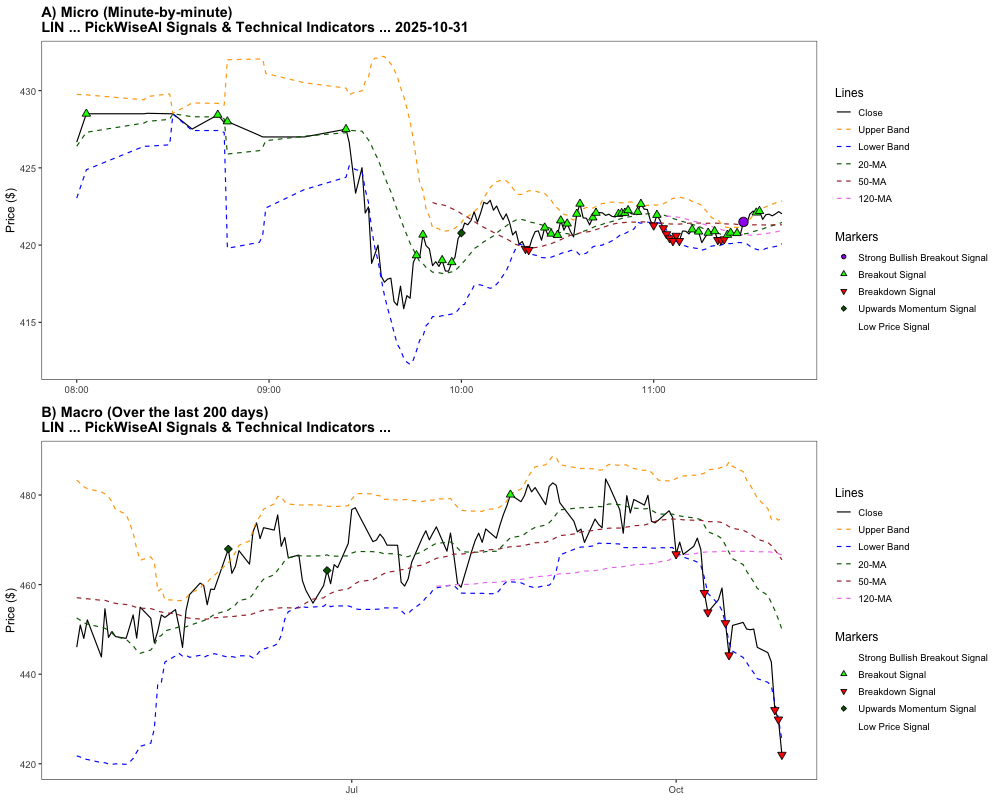 A) Micro (Minute-by-minute)
LIN ... PickWiseAI Signals & Technical Indicators ... 2025-10-31
Price ($)
430
425
420
415
08:00
09:00
10:00
11:00
Lines
Close
Upper Band
Lower Band
20-MA
50-MA
120-MA
Markers
Strong Bullish Breakout Signal
Breakout Signal
Breakdown Signal
Upwards Momentum Signal
Low Price Signal
B) Macro (Over the last 200 days)
LIN ... PickWiseAI Signals & Technical Indicators ...
Price ($)
480
460
440
420
Jul
Oct
Lines
Close
Upper Band
Lower Band
20-MA
50-MA
120-MA
Markers
Strong Bullish Breakout Signal
Breakout Signal
Breakdown Signal
Upwards Momentum Signal
Low Price Signal